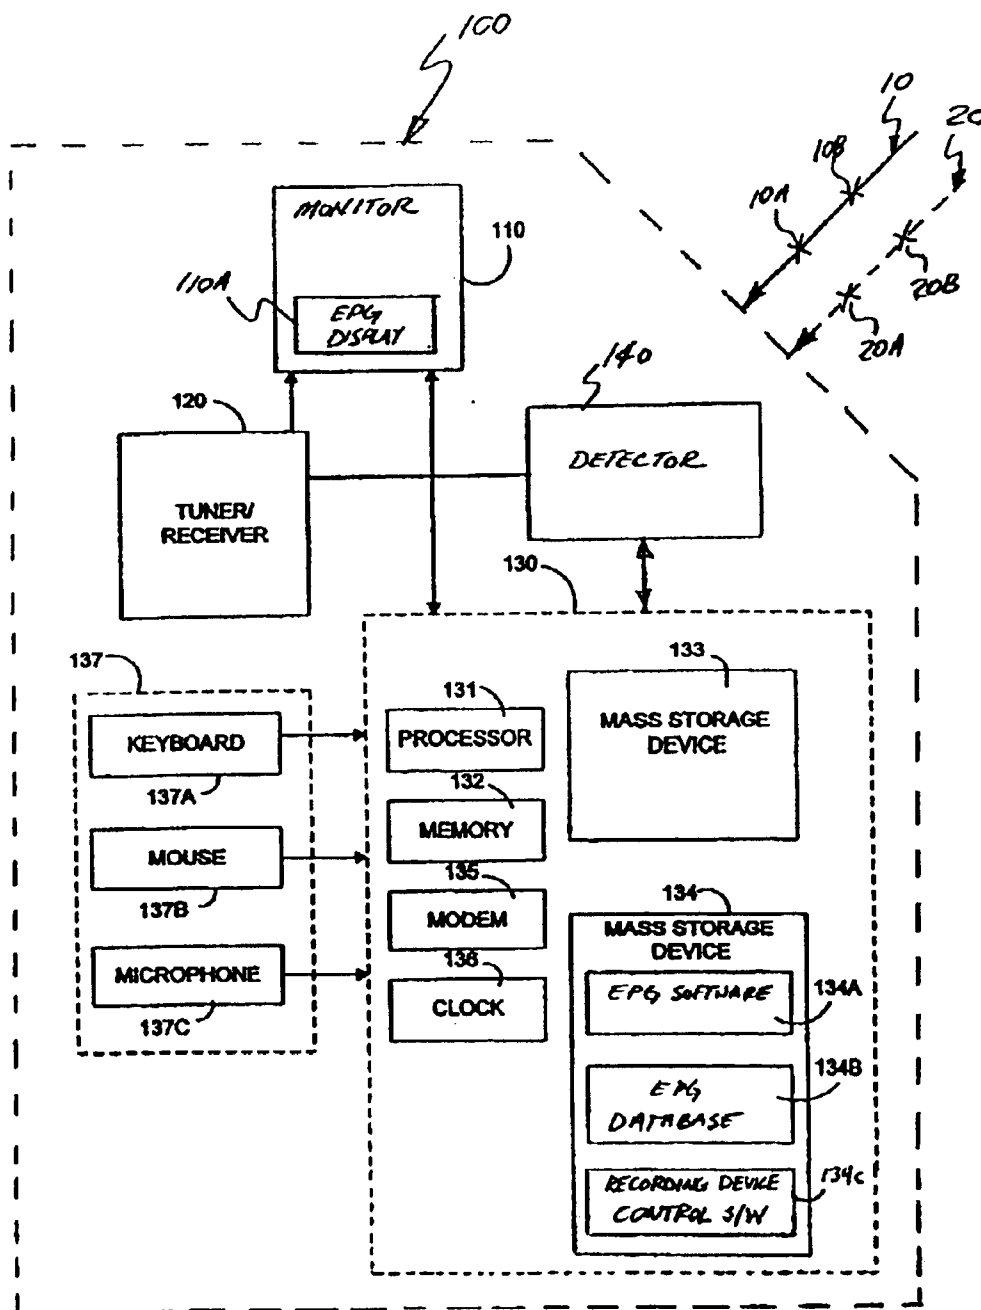 100
10
20
10B
10A
MONITOR
110
110A
EPG
DISPLAY
20B
20A
140
120
DETECTOR
TUNER/
RECEIVER
130
137
133
131
MASS STORAGE
DEVICE
KEYBOARD
PROCESSOR
137A
132
MEMORY
MOUSE
135
137B
MODEM
134
MASS STORAGE
DEVICE
136
MICROPHONE
EPG SOFTWARE
134A
CLOCK
137C
134B
EPG
DATABASE
RECORDING DEVICE
CONTROL S/W
134C